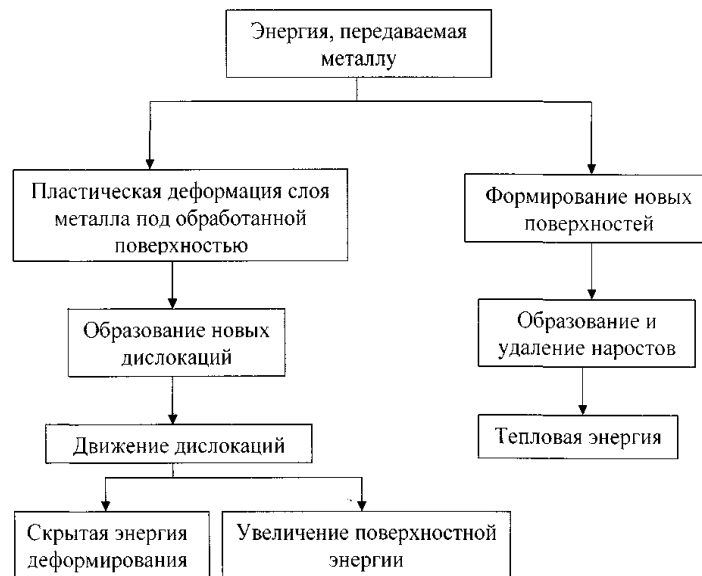 Энергия, передаваемая
металлу
Пластическая деформация слоя
металла под обработанной
поверхностью
Формирование новых
поверхностей
Образование новых
дислокаций
Образование и
удаление наростов
Движение дислокаций
Тепловая энергия
Скрытая энергия
деформирования
Увеличение поверхностной
энергии